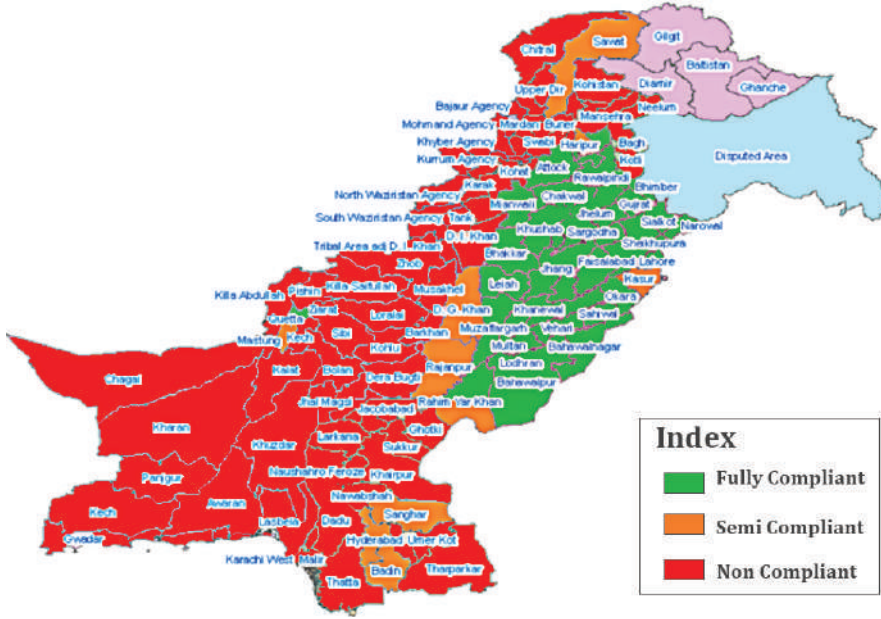 Gilgit
Sawat
Chitral
Baltistan
Ghanche
Upper Dir
Kohistan
Diamir
Bajaur Agency
Neelum
Mohmand Agency
Mardan
Buner
Mansehra
Khyber Agency
Swabi
Haripur
Bagh
Disputed Area
Kurrum Agency
Kohat
Attock
Kotli
Rawalpindi
Karak
North Waziristan Agency
Mianwali
Chakwal
Bhimber
Jhelum
Gujrat
South Waziristan Agency
Tank
Khushab
Sargodha
Sialkot
Narowal
D. I. Khan
Tribal Area adj D. I. Khan
Bhakkar
Sheikhupura
Zhob
Jhang
Faisalabad
Lahore
Killa Abdullah
Pishin
Killa Saifullah
Musakhel
Leiah
Kasur
Okara
Ziarat
Quetta
Loralai
D. G. Khan
Khanewal
Sahiwal
Mastung
Kech
Sibi
Barkhan
Muzaffargarh
Vehari
Kohlu
Multan
Bahawalnagar
Chagai
Kalat
Bolan
Dera Bugti
Rajanpur
Lodhran
Bahawalpur
Jhal Magsi
Jacobabad
Rahim Yar Khan
Kharan
Khuzdar
Larkana
Ghotki
Sukkur
Panjgur
Naushahro Feroze
Khairpur
Kech
Awaran
Nawabshah
Lasbela
Dadu
Sanghar
Gwadar
Hyderabad
Umer Kot
Karachi West
Malir
Badin
Thatta
Tharparkar
Index
Fully Compliant
Semi Compliant
Non Compliant